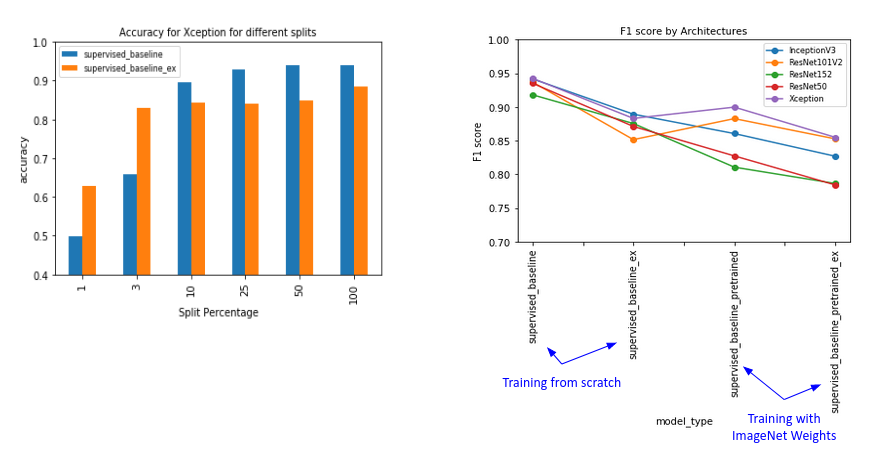 Accuracy for Xception for different splits
supervised_baseline
supervised_baseline_ex
accuracy
1.0
0.9
0.8
0.7
0.6
0.5
0.4
1
3
10
25
50
100
Split Percentage
F1 score by Architectures
InceptionV3
ResNet101V2
ResNet152
ResNet50
Xception
F1 score
1.00
0.95
0.90
0.85
0.80
0.75
0.70
supervised_baseline
supervised_baseline_ex
supervised_baseline_pretrained
supervised_baseline_pretrained_ex
Training from scratch
Training with
ImageNet Weights
model_type